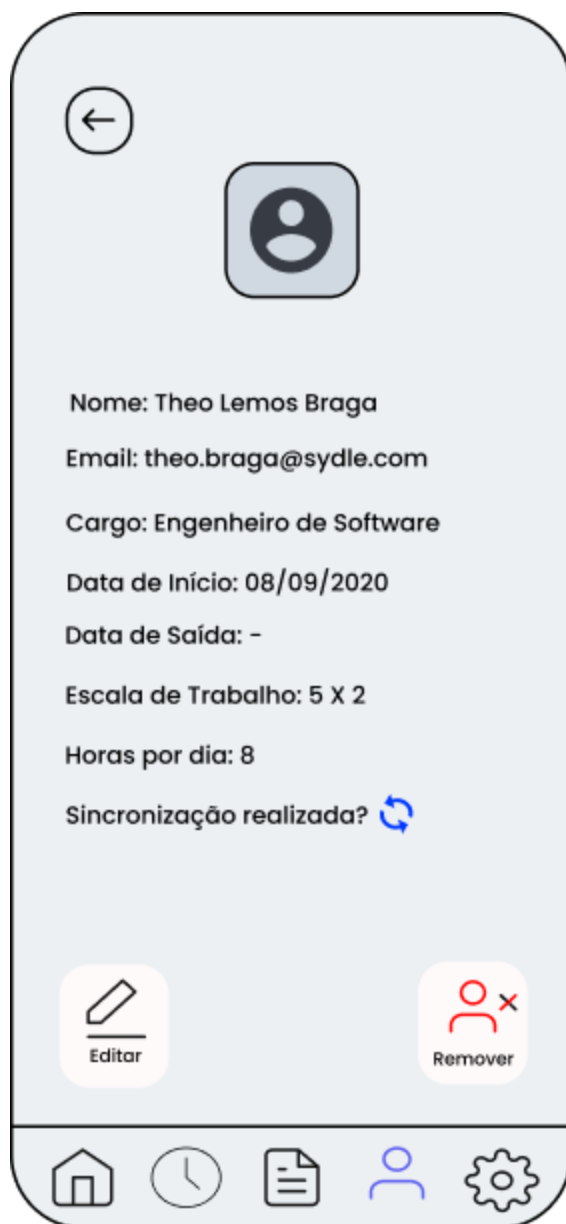 Nome: Theo Lemos Braga
Email: theo.braga@sydle.com
Cargo: Engenheiro de Software
Data de Início: 08/09/2020
Data de Saída: -
Escala de Trabalho: 5 X 2
Horas por dia: 8
Sincronização realizada?
Editar
Remover